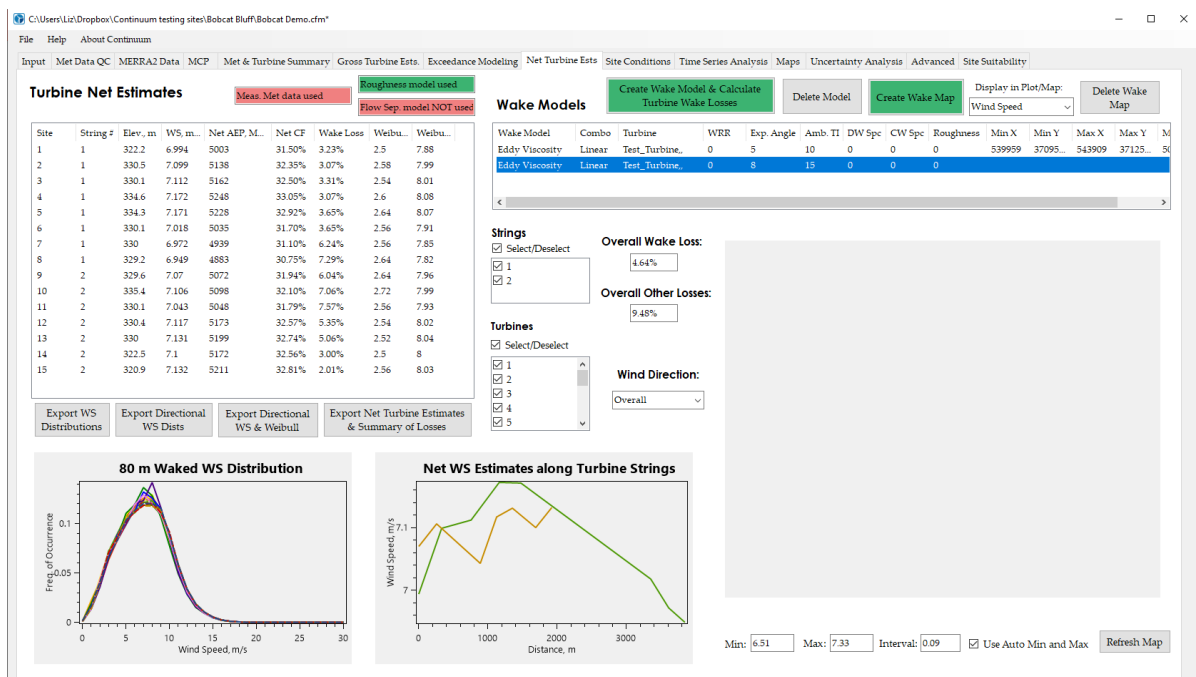 C:\Users\Liz\Dropbox\Continuum testing sites\Bobcat Bluff\Bobcat Demo.cfm*
File Help About Continuum
Input Met Data QC MERRA2 Data MCP Met & Turbine Summary Gross Turbine Ests. Exceedance Modeling Net Turbine Ests Site Conditions Time Series Analysis Maps Uncertainty Analysis Advanced Site Suitability
Turbine Net Estimates
Meas. Met data used
Roughness model used
Flow Sep. model NOT used
Site String # Elev., m WS, m... Net AEP, M... Net CF Wake Loss Weibu... Weibu...
1 1 322.2 6.994 5003 31.50% 3.23% 2.5 7.88
2 1 330.5 7.099 5138 32.35% 3.07% 2.58 7.99
3 1 330.1 7.112 5162 32.50% 3.31% 2.54 8.01
4 1 334.6 7.172 5248 33.05% 3.07% 2.6 8.08
5 1 334.3 7.171 5228 32.92% 3.65% 2.64 8.07
6 1 330.1 7.018 5035 31.70% 3.65% 2.56 7.91
7 1 330 6.972 4939 31.10% 6.24% 2.56 7.85
8 1 329.2 6.949 4883 30.75% 7.29% 2.64 7.82
9 2 329.6 7.07 5072 31.94% 6.04% 2.64 7.96
10 2 335.4 7.106 5098 32.10% 7.06% 2.72 7.99
11 2 330.1 7.043 5048 31.79% 7.57% 2.56 7.93
12 2 330.4 7.117 5173 32.57% 5.35% 2.54 8.02
13 2 330 7.131 5199 32.74% 5.06% 2.52 8.04
14 2 322.5 7.1 5172 32.56% 3.00% 2.5 8
15 2 320.9 7.132 5211 32.81% 2.01% 2.56 8.03
Export WS
Distributions
Export Directional
WS Dists
Export Directional
WS & Weibull
Export Net Turbine Estimates
& Summary of Losses
Wake Models
Create Wake Model & Calculate
Turbine Wake Losses
Delete Model
Create Wake Map
Display in Plot/Map:
Wind Speed
Delete Wake
Map
Wake Model Combo Turbine WRR Exp. Angle Amb. TI DW Spc CW Spc Roughness Min X Min Y Max X Max Y M
Eddy Viscosity Linear Test_Turbine,, 0 5 10 0 0 0 539959 37095... 543909 37125... 50
Eddy Viscosity Linear Test_Turbine,, 0 8 15 0 0 0
Strings
Select/Deselect
1
2
Overall Wake Loss:
4.64%
Overall Other Losses:
9.48%
Turbines
Select/Deselect
1
2
3
4
5
Wind Direction:
Overall
80 m Waked WS Distribution
Freq. of Occurrence
0.1
0.05
0
0 5 10 15 20 25 30
Wind Speed, m/s
Net WS Estimates along Turbine Strings
Wind Speed, m/s
7.1
7
0 1000 2000 3000
Distance, m
Min: 6.51 Max: 7.33 Interval: 0.09 Use Auto Min and Max Refresh Map